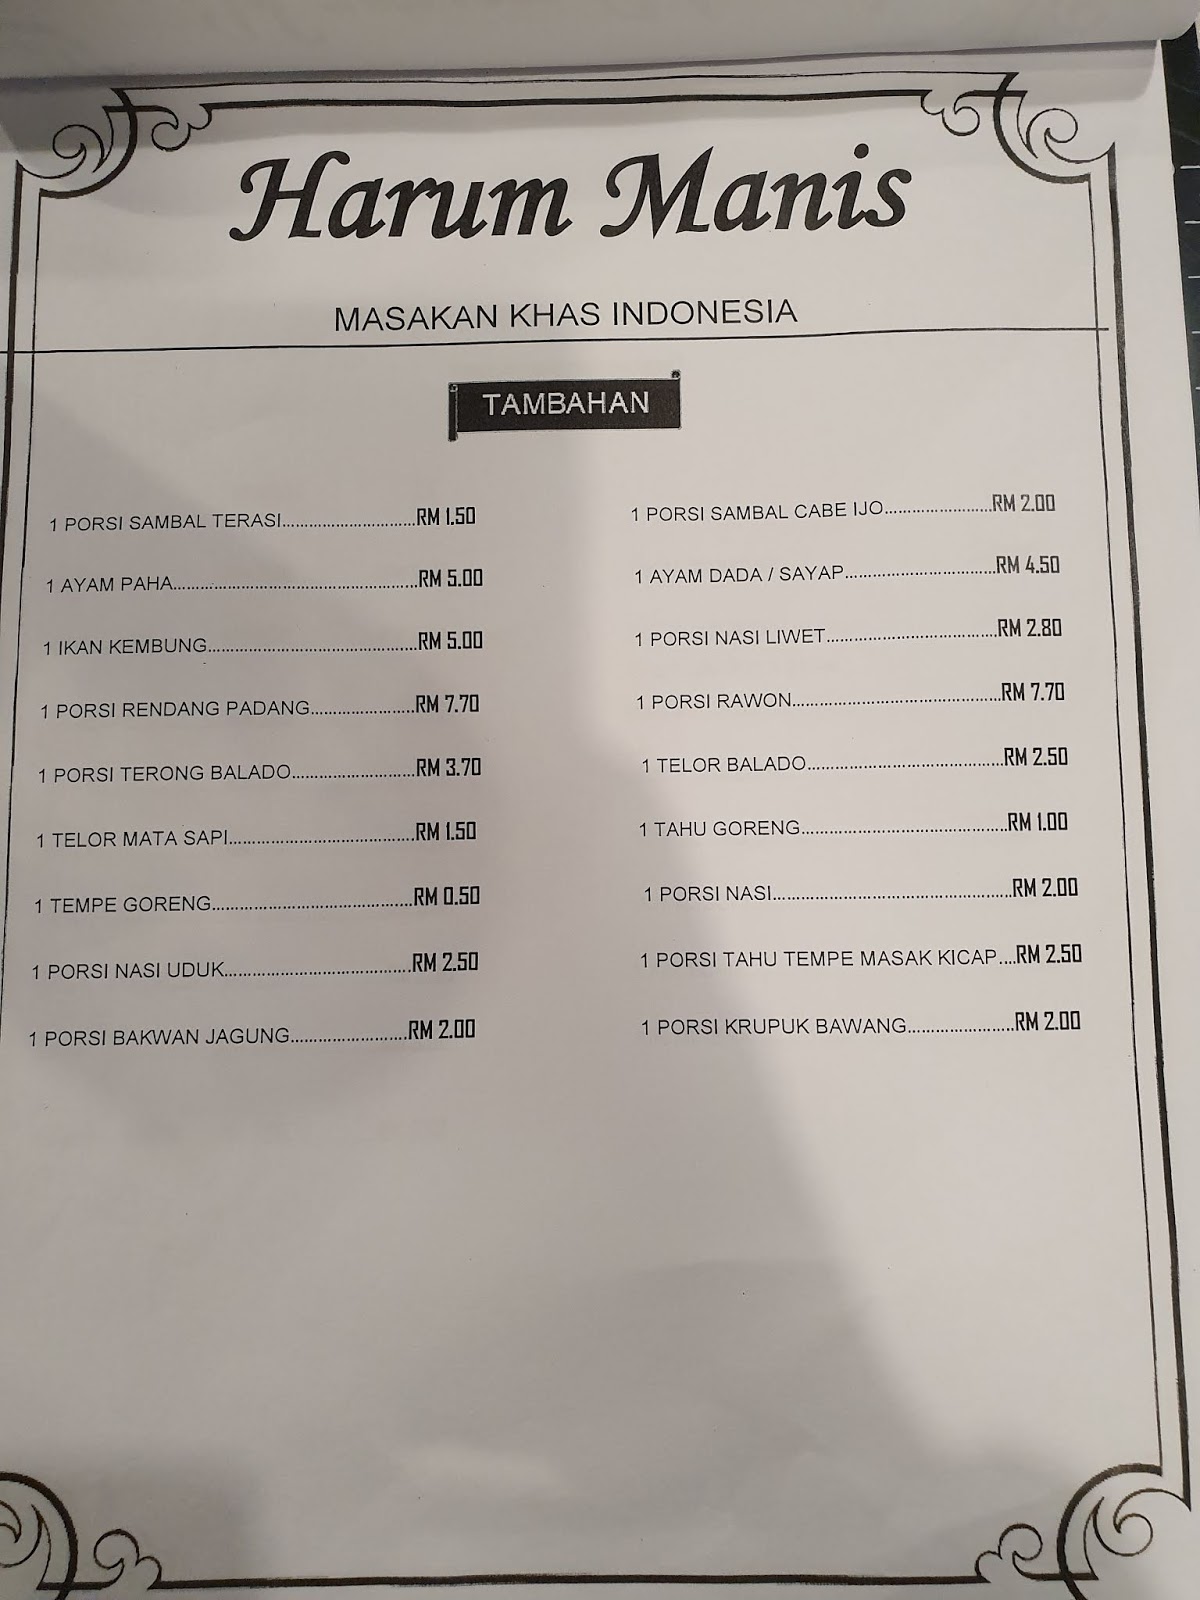 Harum Manis
MASAKAN KHAS INDONESIA
TAMBAHAN
1 PORSI SAMBAL TERASI..............................RM 1.50
1 AYAM PAHA......................................................RM 5.00
1 IKAN KEMBUNG..............................................RM 5.00
1 PORSI RENDANG PADANG.......................RM 7.70
1 PORSI TERONG BALADO...........................RM 3.70
1 TELOR MATA SAPI.........................................RM 1.50
1 TEMPE GORENG............................................RM 0.50
1 PORSI NASI UDUK.........................................RM 2.50
1 PORSI BAKWAN JAGUNG..........................RM 2.00
1 PORSI SAMBAL CABE IJO........................RM 2.00
1 AYAM DADA / SAYAP.................................RM 4.50
1 PORSI NASI LIWET......................................RM 2.80
1 PORSI RAWON..............................................RM 7.70
1 TELOR BALADO...........................................RM 2.50
1 TAHU GORENG.............................................RM 1.00
1 PORSI NASI.....................................................RM 2.00
1 PORSI TAHU TEMPE MASAK KICAP....RM 2.50
1 PORSI KRUPUK BAWANG........................RM 2.00